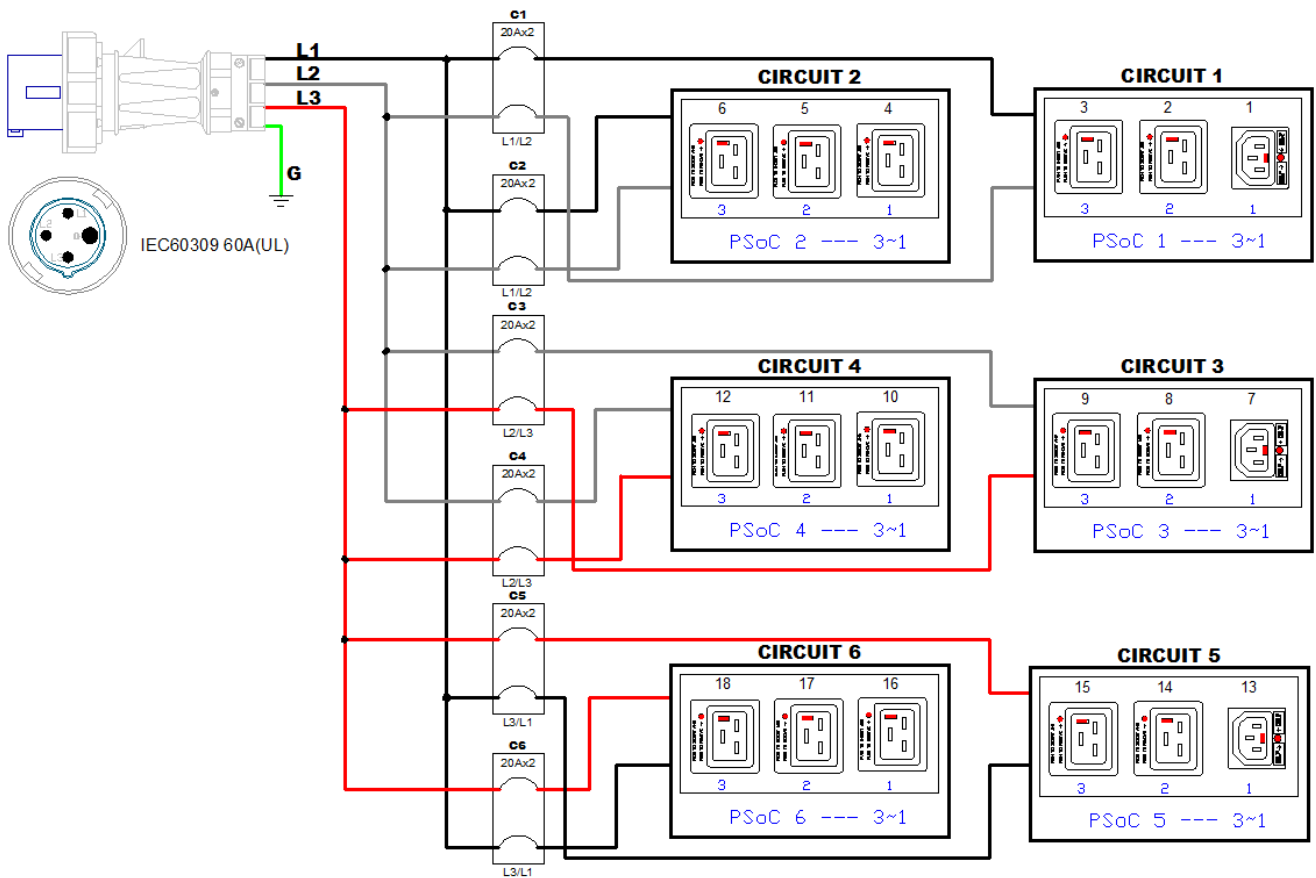 C1
20Ax2
L1/L2
L1
L2
L3
G
IEC60309 60A(UL)
L1
L2
CIRCUIT 2
6 5 4
3 2 1
PSoC 2 --- 3~1
CIRCUIT 1
3 2 1
3 2 1
PSoC 1 --- 3~1
C2
20Ax2
L1/L2
C3
20Ax2
L2/L3
CIRCUIT 4
12 11 10
3 2 1
PSoC 4 --- 3~1
CIRCUIT 3
9 8 7
3 2 1
PSoC 3 --- 3~1
C4
20Ax2
L2/L3
C5
20Ax2
L3/L1
CIRCUIT 6
18 17 16
3 2 1
PSoC 6 --- 3~1
CIRCUIT 5
15 14 13
3 2 1
PSoC 5 --- 3~1
C6
20Ax2
L3/L1